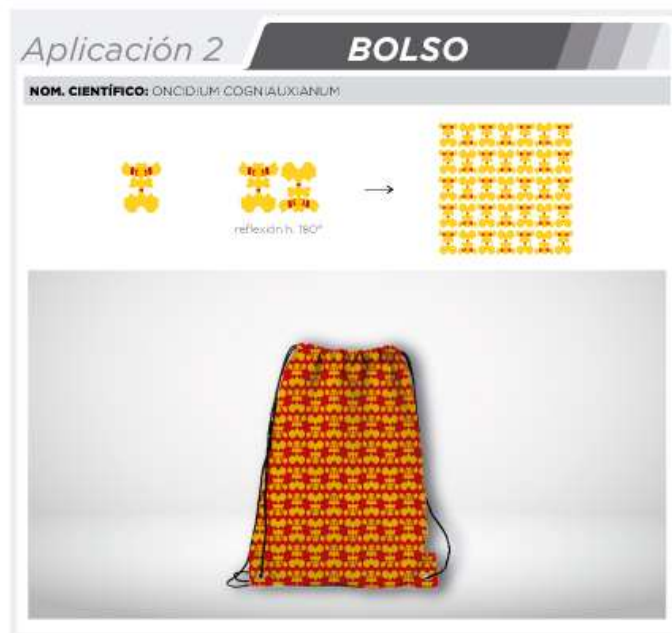 Aplicación 2
BOLSO
NOM. CIENTÍFICO: ONCIDIUM COGNIAUXIANUM
reflexión h. 180°